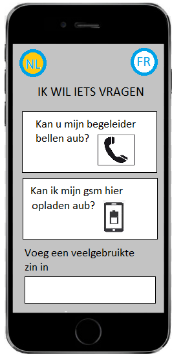 NL FR
IK WIL IETS VRAGEN
Kan u mijn begeleider
bellen aub?
Kan ik mijn gsm hier
opladen aub?
Voeg een veelgebruikte
zin in